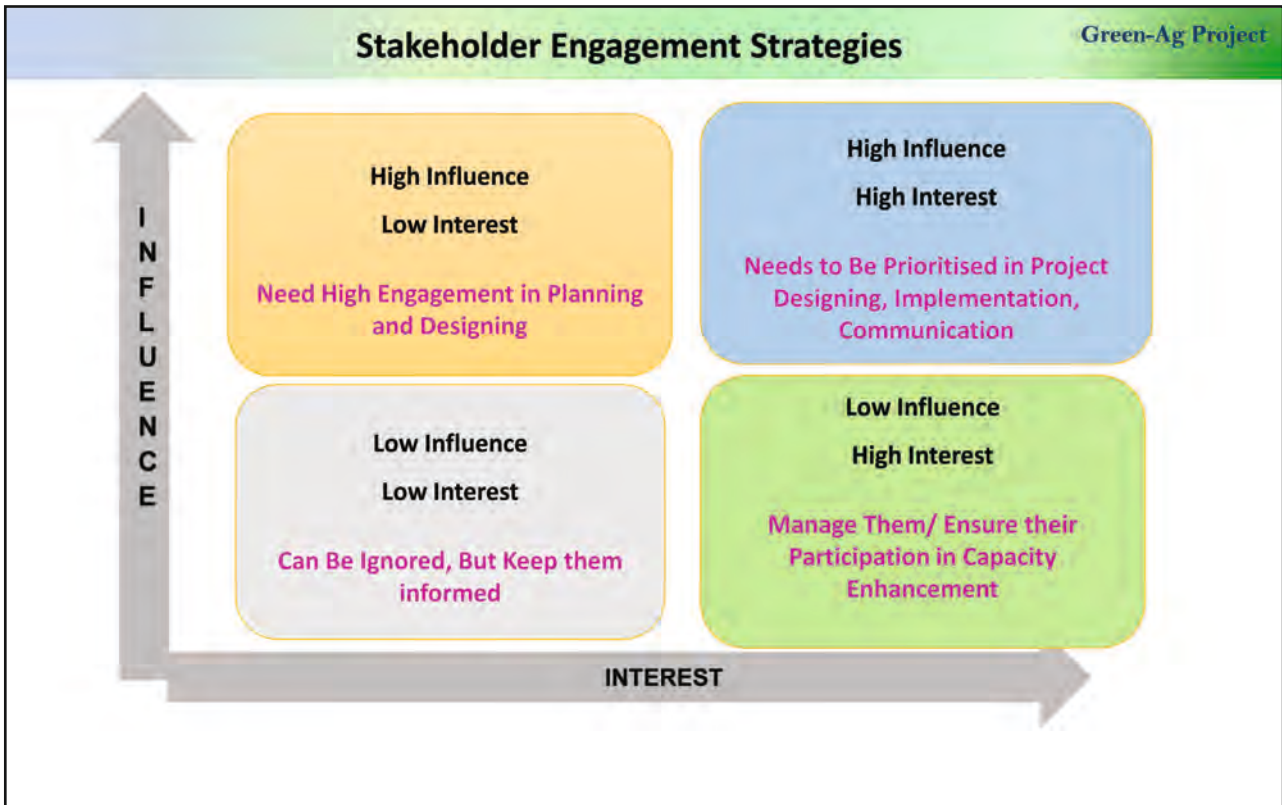 Stakeholder Engagement Strategies
Green-Ag Project
INFLUENCE
High Influence
Low Interest
Need High Engagement in Planning
and Designing
High Influence
High Interest
Needs to Be Prioritised in Project
Designing, Implementation,
Communication
Low Influence
Low Interest
Can Be Ignored, But Keep them
informed
Low Influence
High Interest
Manage Them/ Ensure their
Participation in Capacity
Enhancement
INTEREST